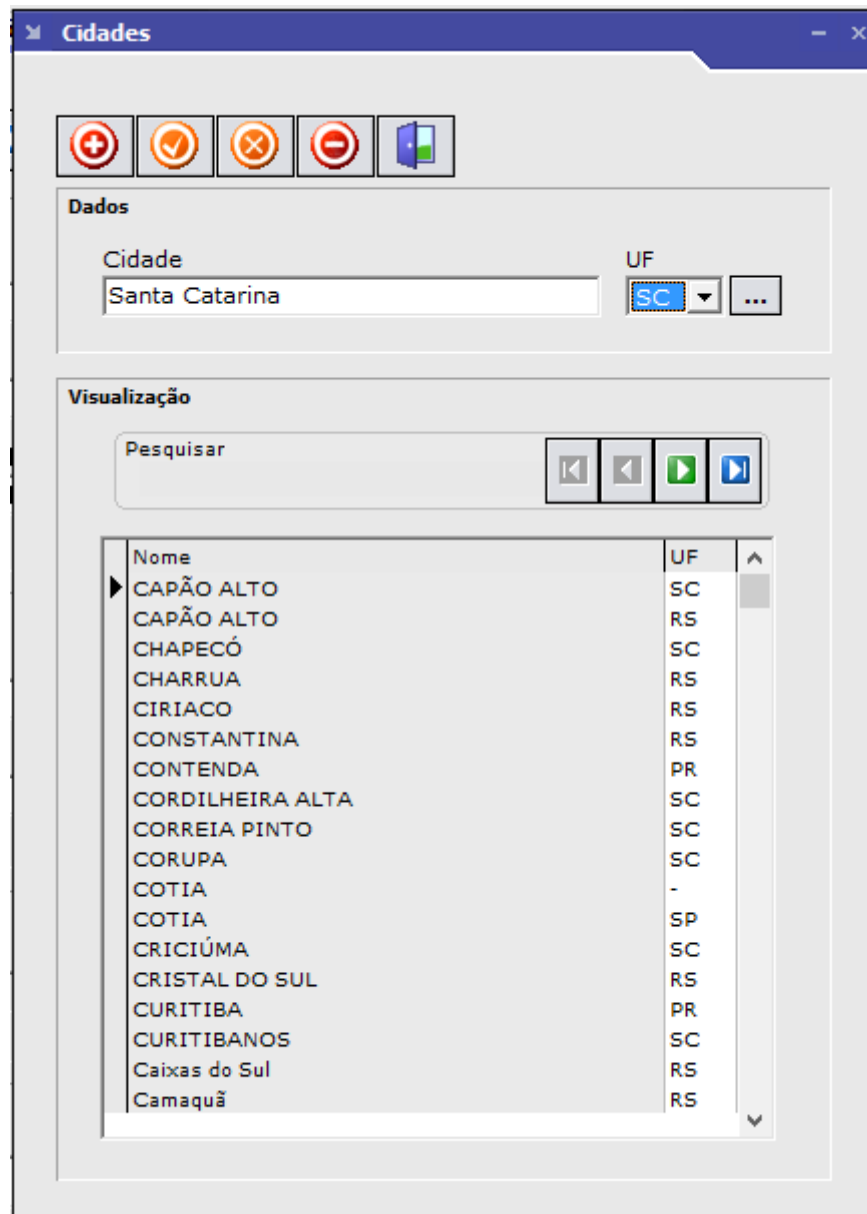 Cidades
Dados
Cidade UF
Santa Catarina SC ...
Visualização
Pesquisar
Nome UF
CAPÃO ALTO SC
CAPÃO ALTO RS
CHAPECÓ SC
CHARRUA RS
CIRIACO RS
CONSTANTINA RS
CONTENDA PR
CORDILHEIRA ALTA SC
CORREIA PINTO SC
CORUPA SC
COTIA -
COTIA SP
CRICIÚMA SC
CRISTAL DO SUL RS
CURITIBA PR
CURITIBANOS SC
Caixas do Sul RS
Camaquã RS